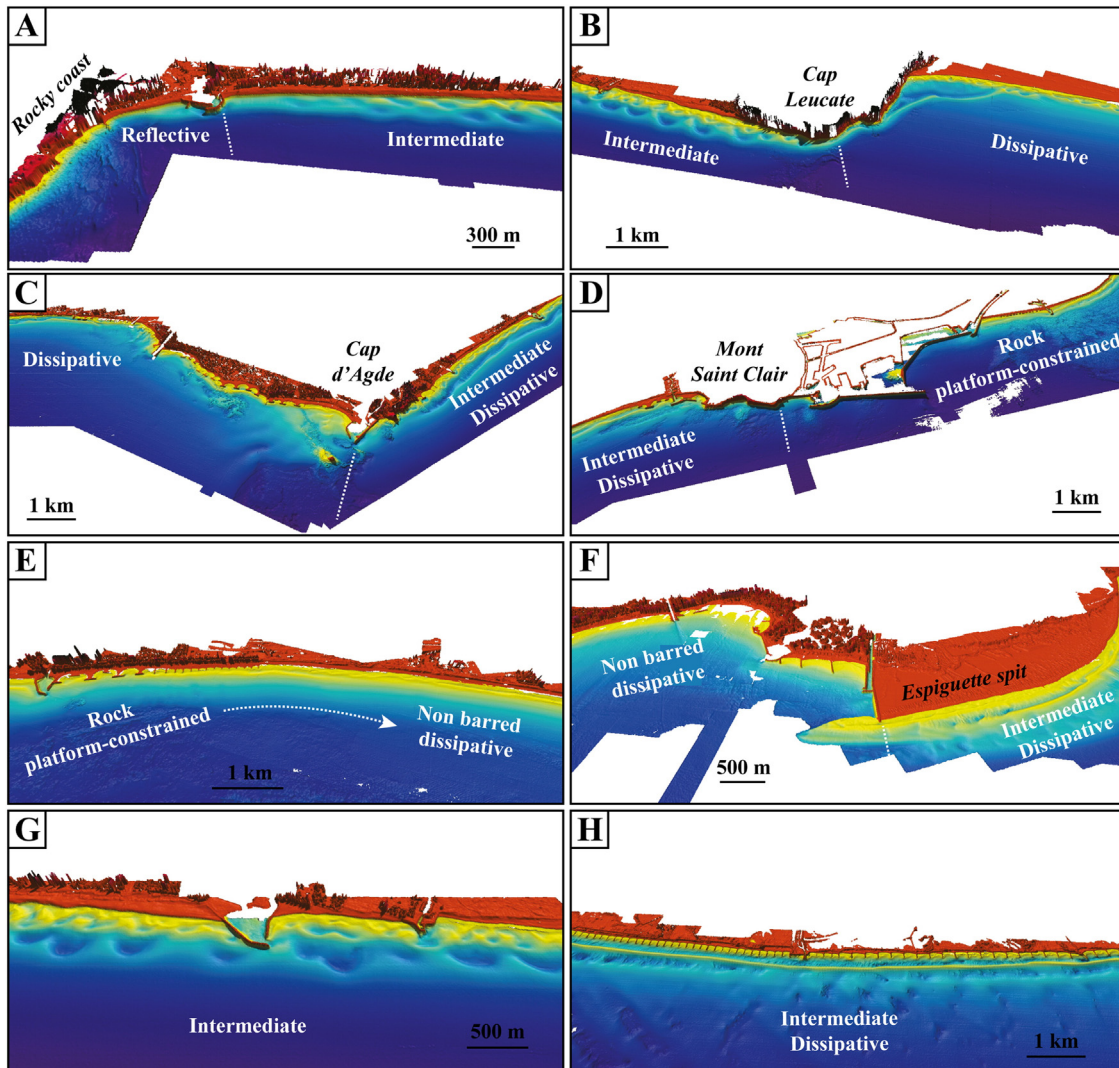 A
Rocky coast
Reflective
Intermediate
300 m
B
Cap
Leucate
Intermediate
Dissipative
1 km
C
Dissipative
Cap
d’Agde
Intermediate
Dissipative
1 km
D
Mont
Saint Clair
Rock
platform-constrained
Intermediate
Dissipative
1 km
E
Rock
platform-constrained
Non barred
dissipative
1 km
F
Non barred
dissipative
Espiguette spit
Intermediate
Dissipative
500 m
G
Intermediate
500 m
H
Intermediate
Dissipative
1 km